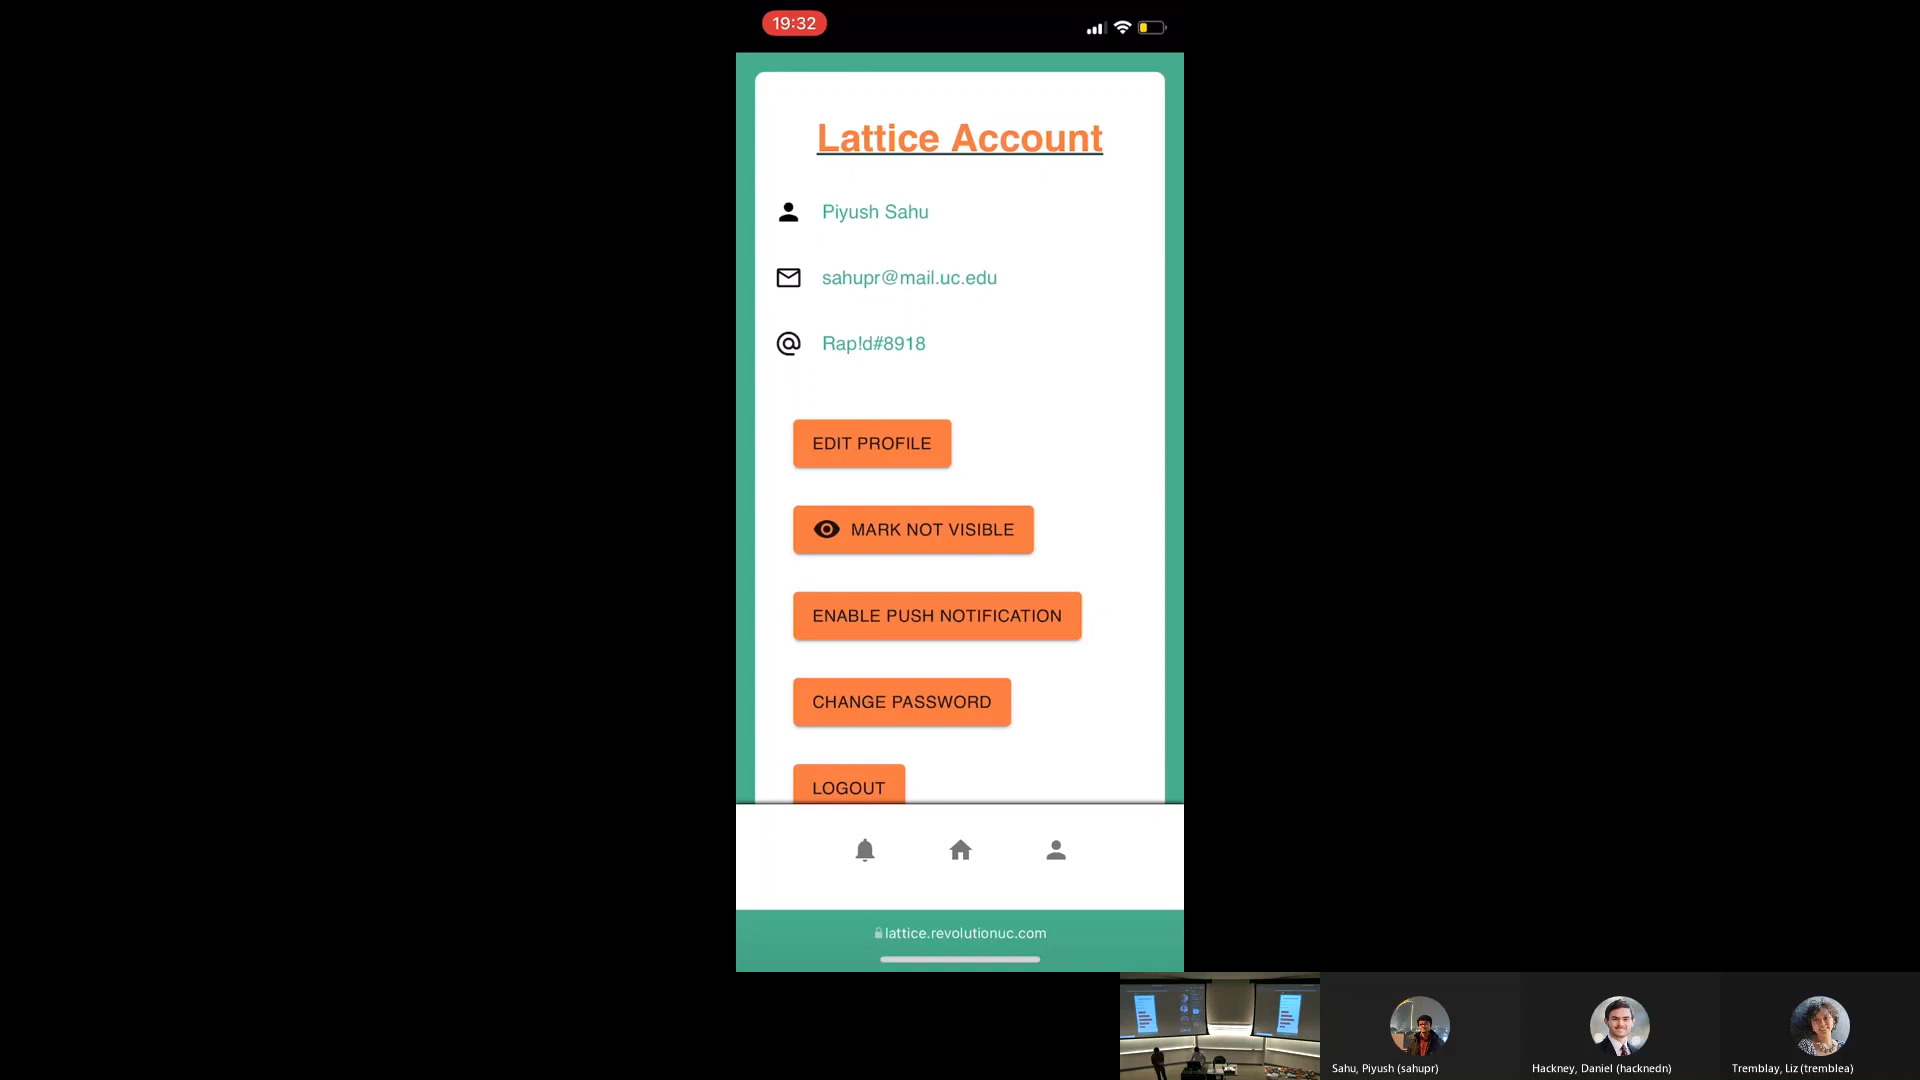 19:32
Lattice Account
Piyush Sahu
sahupr@mail.uc.edu
Rap!d#8918
EDIT PROFILE
MARK NOT VISIBLE
ENABLE PUSH NOTIFICATION
CHANGE PASSWORD
LOGOUT
lattice.revolutionuc.com
Sahu, Piyush (sahupr)
Hackney, Daniel (hacknedn)
Tremblay, Liz (tremblea)